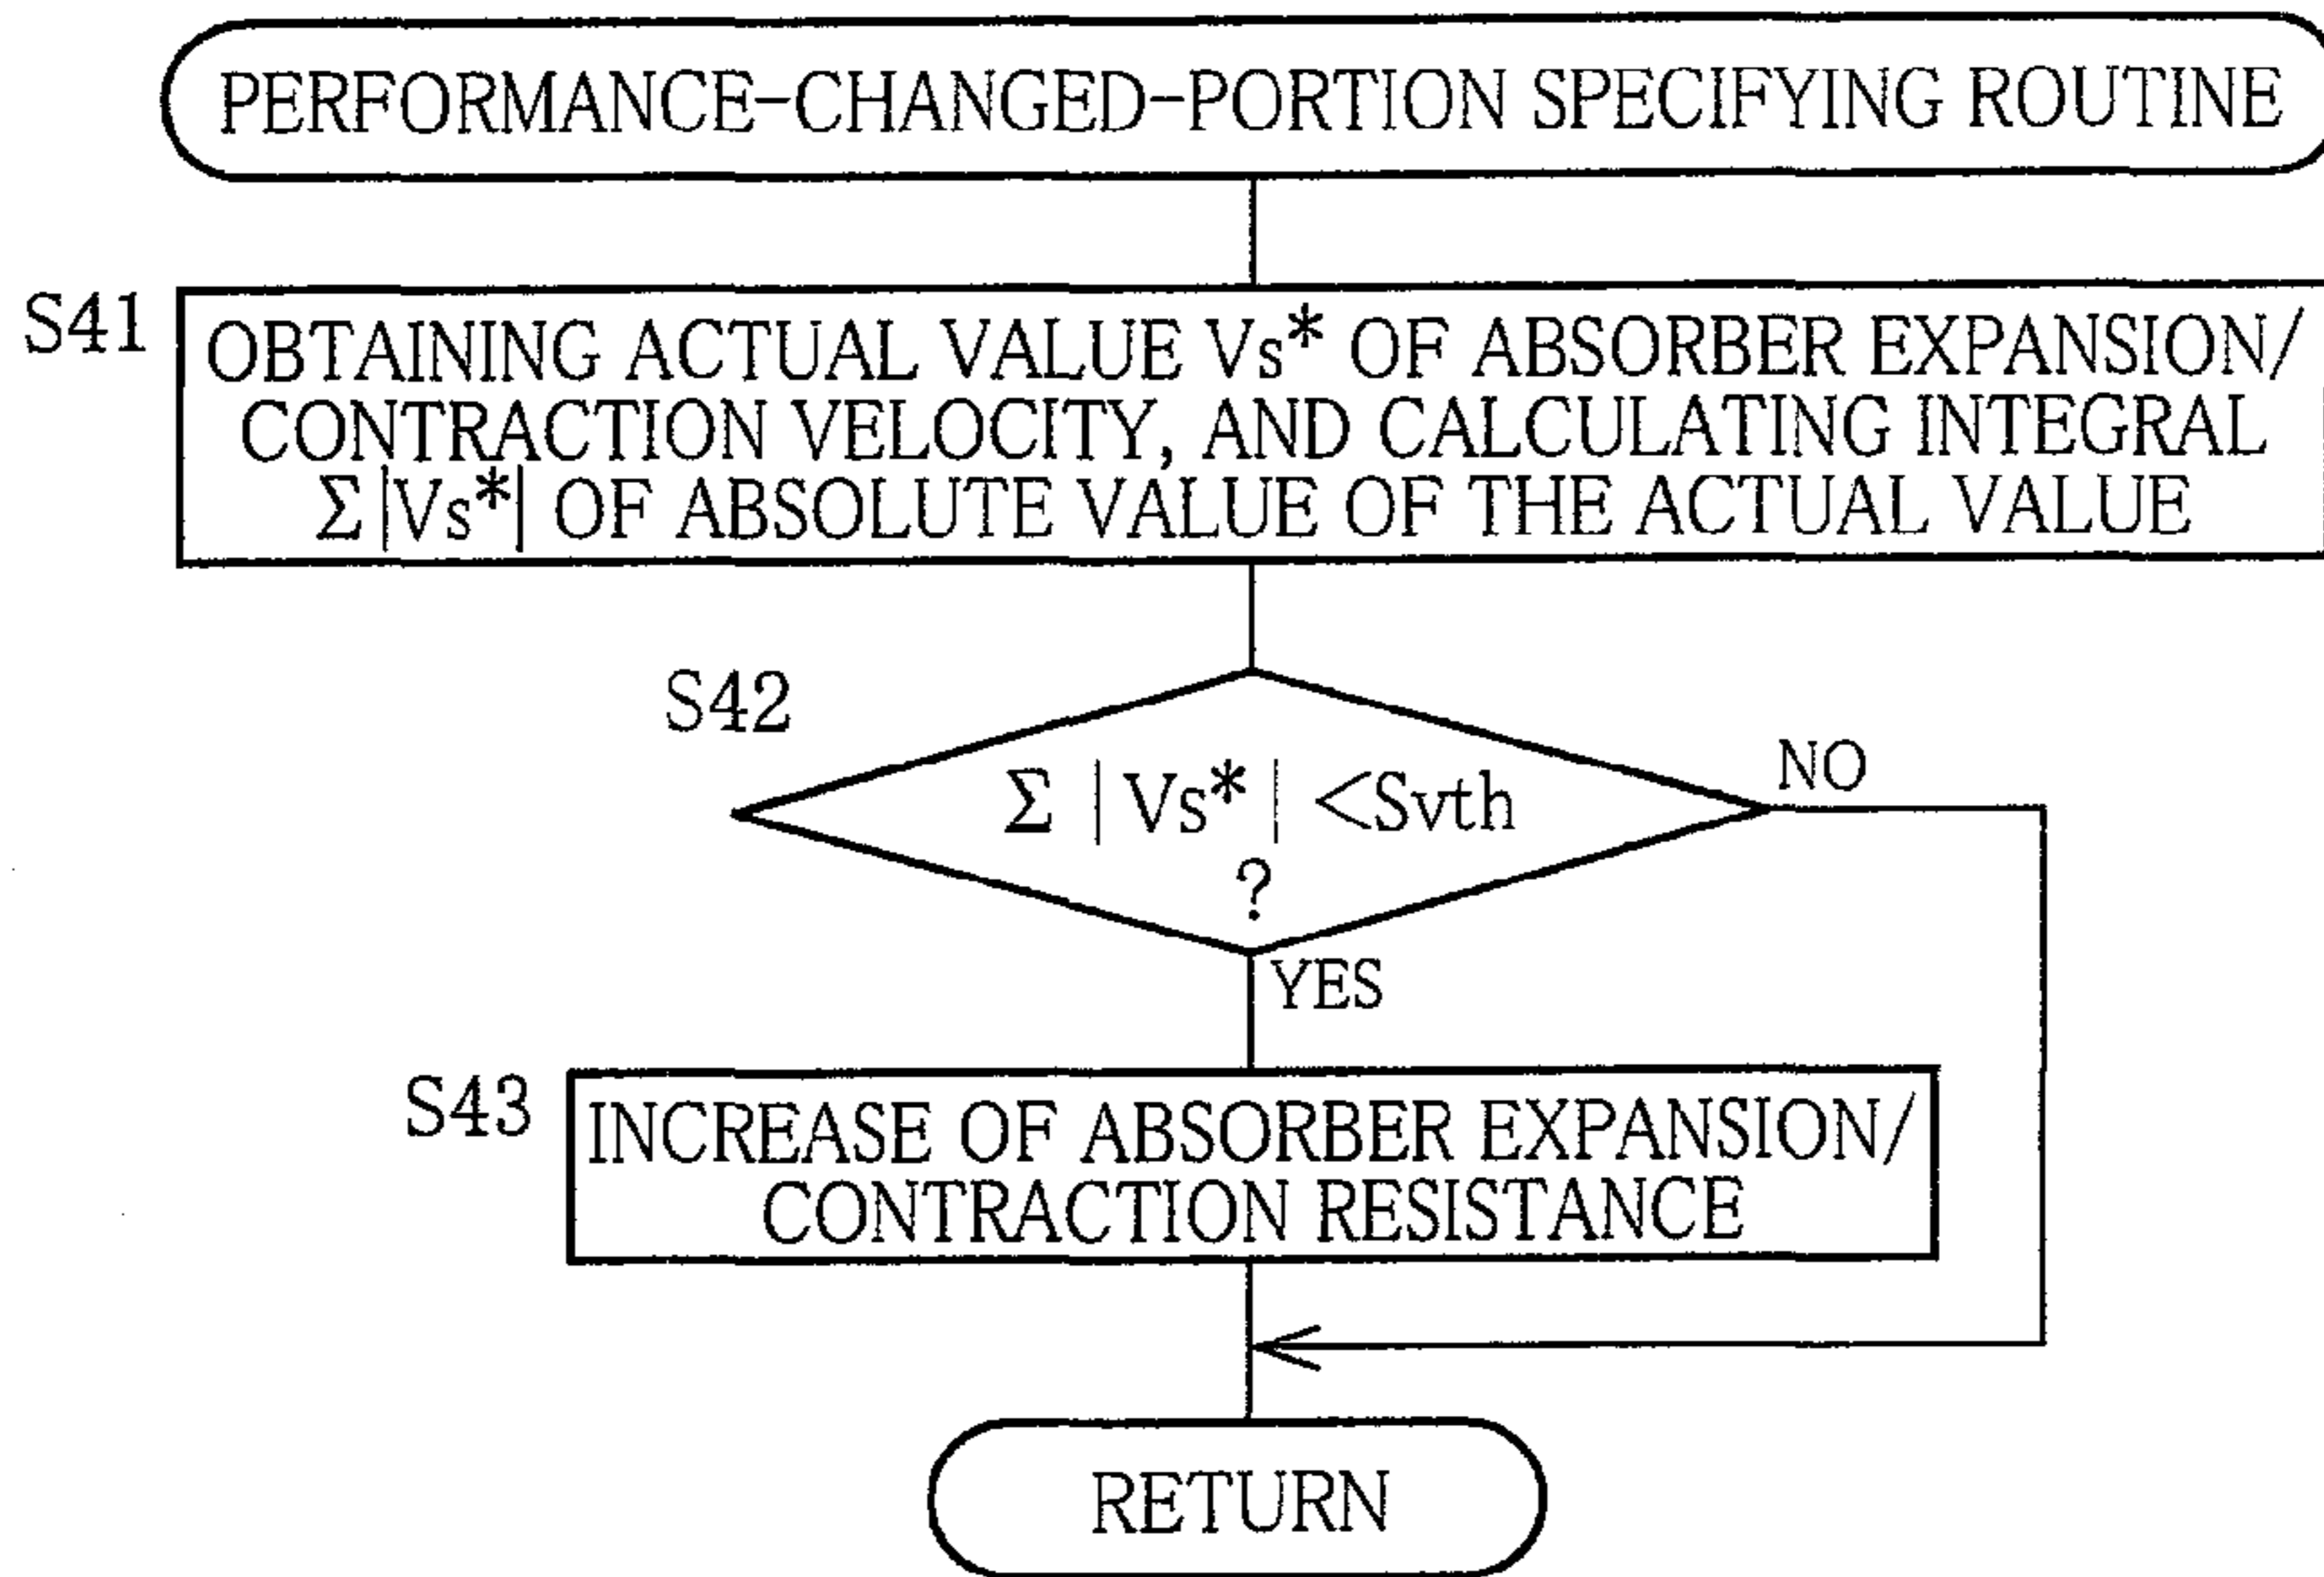 PERFORMANCE-CHANGED-PORTION SPECIFYING ROUTINE
S41
OBTAINING ACTUAL VALUE Vs* OF ABSORBER EXPANSION/
CONTRACTION VELOCITY, AND CALCULATING INTEGRAL
Σ|Vs*| OF ABSOLUTE VALUE OF THE ACTUAL VALUE
S42
Σ |Vs*| <Svth
?
NO
YES
S43
INCREASE OF ABSORBER EXPANSION/
CONTRACTION RESISTANCE
RETURN